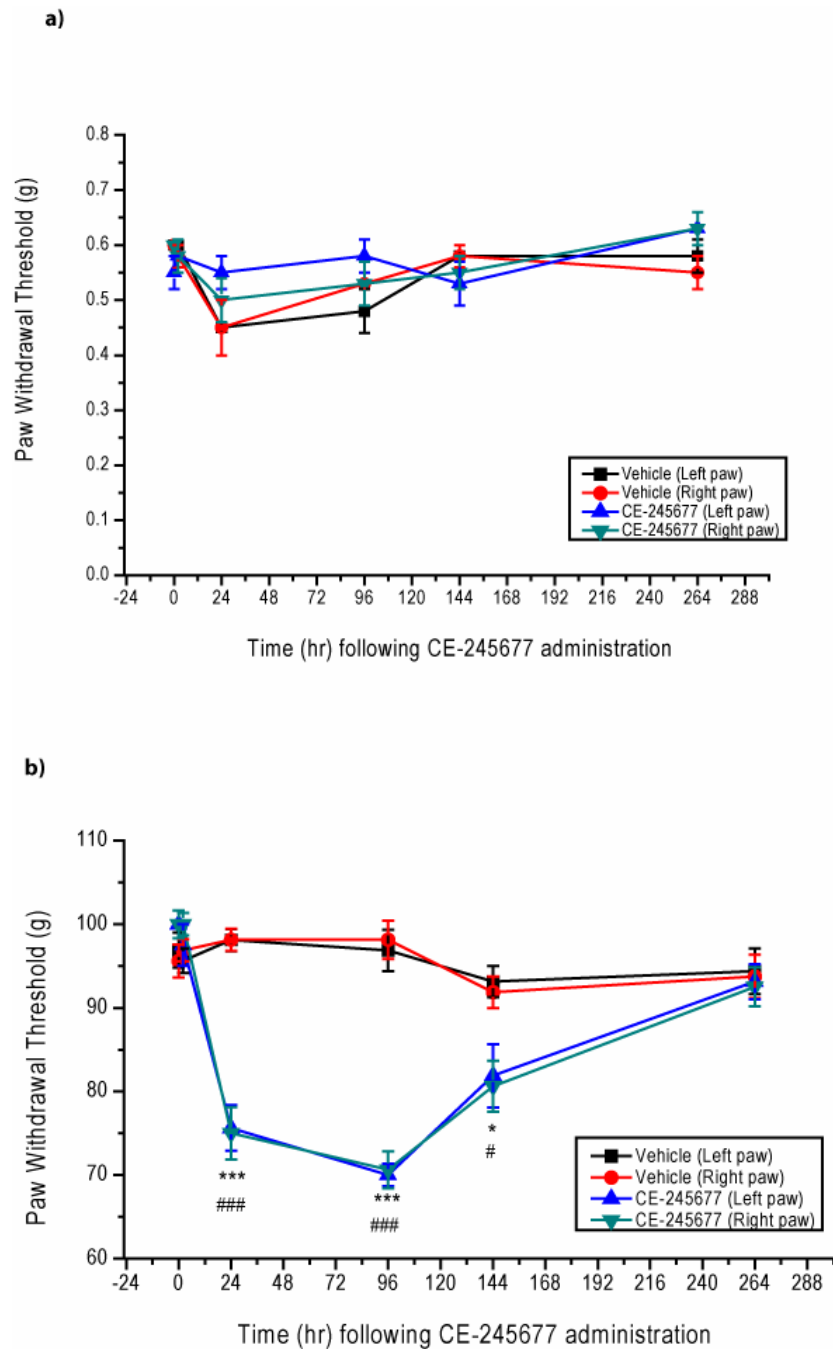 a)
0.8
0.7
0.6
0.5
0.4
0.3
0.2
0.1
0.0
Paw Withdrawal Threshold (g)
Vehicle (Left paw)
Vehicle (Right paw)
CE-245677 (Left paw)
CE-245677 (Right paw)
-24 0 24 48 72 96 120 144 168 192 216 240 264 288
Time (hr) following CE-245677 administration
b)
110
100
90
80
70
60
Paw Withdrawal Threshold (g)
***
###
***
###
*
#
Vehicle (Left paw)
Vehicle (Right paw)
CE-245677 (Left paw)
CE-245677 (Right paw)
-24 0 24 48 72 96 120 144 168 192 216 240 264 288
Time (hr) following CE-245677 administration